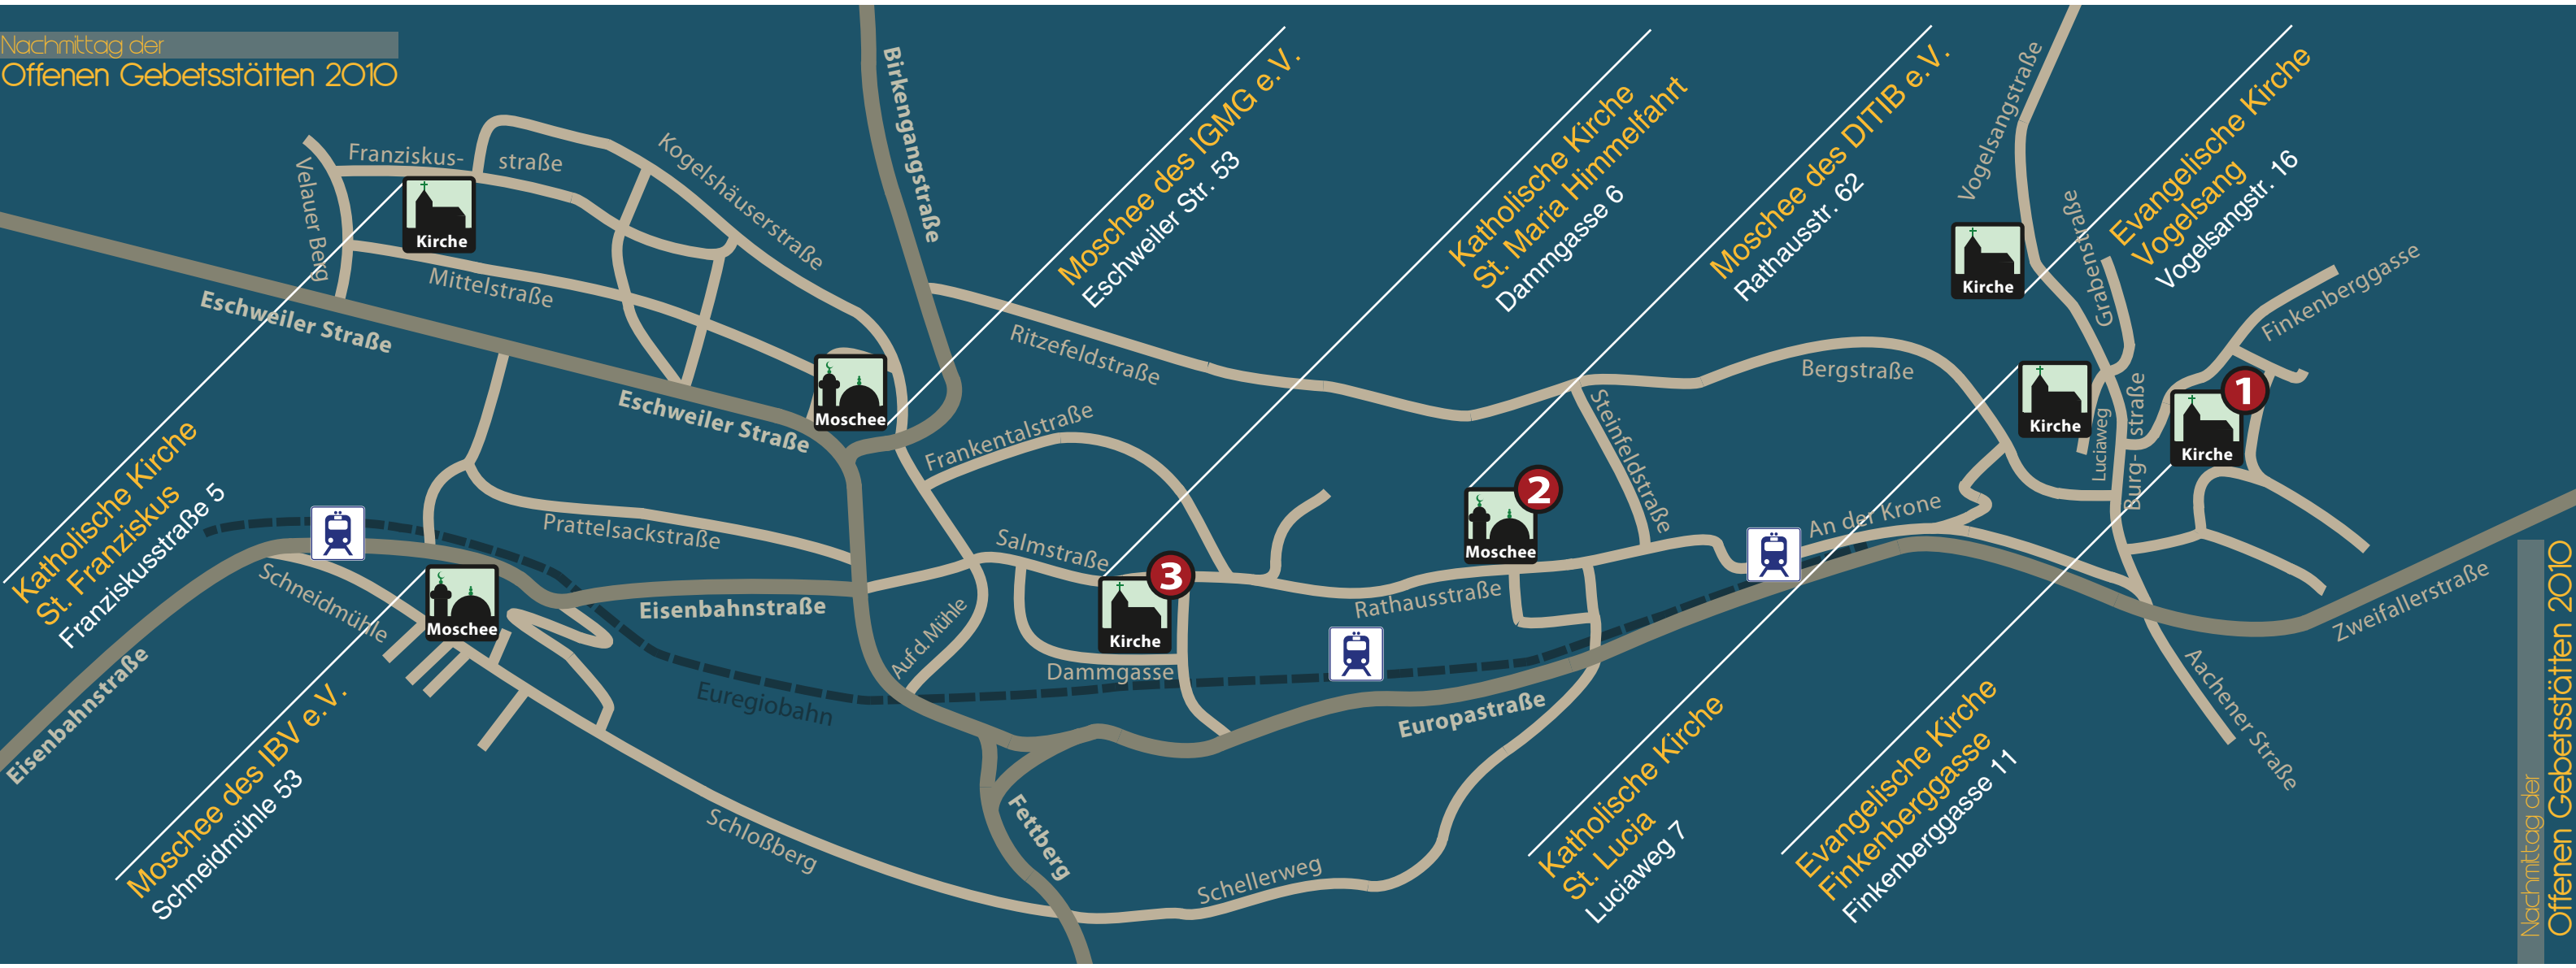 Nachmittag der
Offenen Gebetsstätten 2010
Velauer Berg
Franziskus-
straße
Kogelshäuserstraße
Birkengangstraße
Kirche
Mittelstraße
Eschweiler Straße
Eschweiler Straße
Moschee
Moschee des IGMG e.V.
Eschweiler Str. 53
Katholische Kirche
St. Maria Himmelfahrt
Dammgasse 6
Moschee des DITIB e.V.
Rathausstr. 62
Vogelsangstraße
Kirche
Grabenstraße
Evangelische Kirche
Vogelsang
Vogelsangstr. 16
Finkenberggasse
Ritzefeldstraße
Bergstraße
Steinfeldstraße
Frankentalstraße
Kirche
Luciaweg
Burg-
straße
1
Kirche
Katholische Kirche
St. Franziskus
Franziskusstraße 5
Prattelsackstraße
Salmstraße
2
Moschee
An der Krone
3
Kirche
Rathausstraße
Schneidmühle
Moschee
Eisenbahnstraße
Eisenbahnstraße
Auf d. Mühle
Dammgasse
Euregiobahn
Europastraße
Zweifallerstraße
Aachener Straße
Moschee des IBV e.V.
Schneidmühle 53
Schloßberg
Fettberg
Schellerweg
Katholische Kirche
St. Lucia
Luciaweg 7
Evangelische Kirche
Finkenberggasse
Finkenberggasse 11
Nachmittag der
Offenen Gebetsstätten 2010